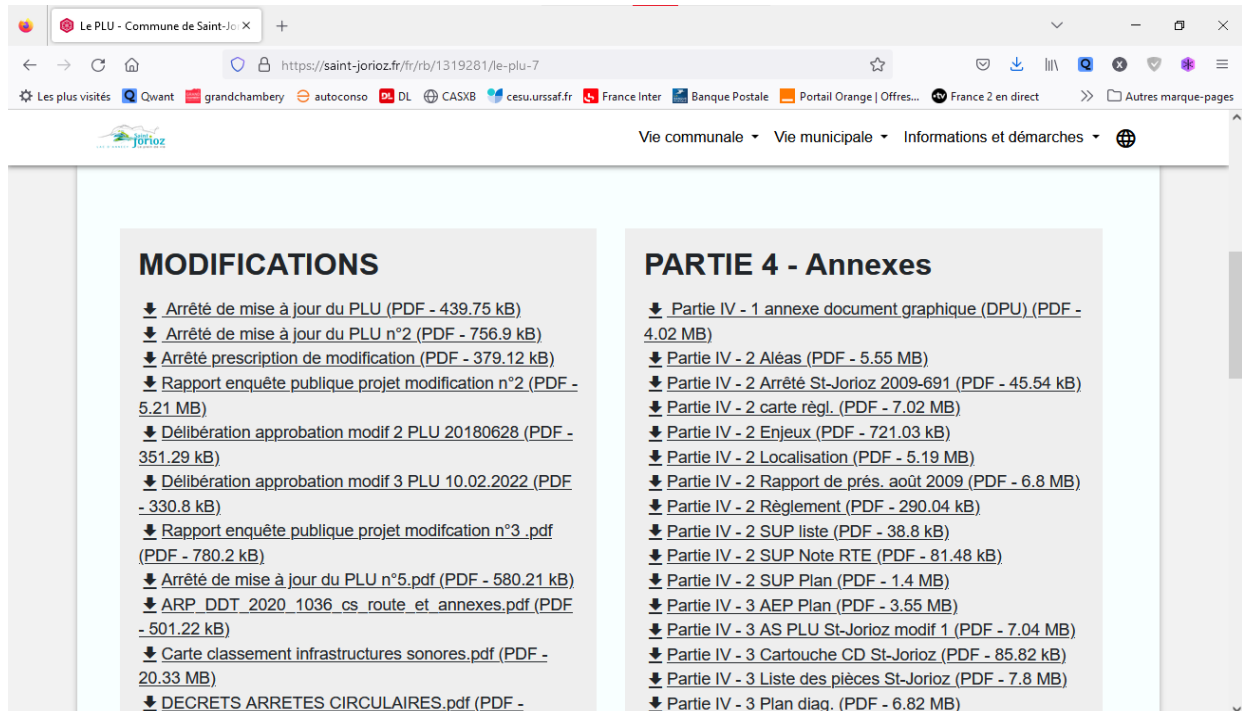 Le PLU - Commune de Saint-Jo
https://saint-jorioz.fr/fr/rb/1319281/le-plu-7
Les plus visités Qwant grandchambery autoconso DL DL CASXB cesu.urssaf.fr France Inter Banque Postale Portail Orange | Offres... tv France 2 en direct Autres marque-pages
Saint
Jorioz
Vie communale Vie municipale Informations et démarches
MODIFICATIONS
Arrêté de mise à jour du PLU (PDF - 439.75 kB)
Arrêté de mise à jour du PLU n°2 (PDF - 756.9 kB)
Arrêté prescription de modification (PDF - 379.12 kB)
Rapport enquête publique projet modification n°2 (PDF -
5.21 MB)
Délibération approbation modif 2 PLU 20180628 (PDF -
351.29 kB)
Délibération approbation modif 3 PLU 10.02.2022 (PDF
- 330.8 kB)
Rapport enquête publique projet modifcation n°3 .pdf
(PDF - 780.2 kB)
Arrêté de mise à jour du PLU n°5.pdf (PDF - 580.21 kB)
ARP_DDT_2020_1036_cs_route_et_annexes.pdf (PDF
- 501.22 kB)
Carte classement infrastructures sonores.pdf (PDF -
20.33 MB)
DECRETS ARRETES CIRCULAIRES.pdf (PDF -
PARTIE 4 - Annexes
Partie IV - 1 annexe document graphique (DPU) (PDF -
4.02 MB)
Partie IV - 2 Aléas (PDF - 5.55 MB)
Partie IV - 2 Arrêté St-Jorioz 2009-691 (PDF - 45.54 kB)
Partie IV - 2 carte règl. (PDF - 7.02 MB)
Partie IV - 2 Enjeux (PDF - 721.03 kB)
Partie IV - 2 Localisation (PDF - 5.19 MB)
Partie IV - 2 Rapport de prés. août 2009 (PDF - 6.8 MB)
Partie IV - 2 Règlement (PDF - 290.04 kB)
Partie IV - 2 SUP liste (PDF - 38.8 kB)
Partie IV - 2 SUP Note RTE (PDF - 81.48 kB)
Partie IV - 2 SUP Plan (PDF - 1.4 MB)
Partie IV - 3 AEP Plan (PDF - 3.55 MB)
Partie IV - 3 AS PLU St-Jorioz modif 1 (PDF - 7.04 MB)
Partie IV - 3 Cartouche CD St-Jorioz (PDF - 85.82 kB)
Partie IV - 3 Liste des pièces St-Jorioz (PDF - 7.8 MB)
Partie IV - 3 Plan diag. (PDF - 6.82 MB)